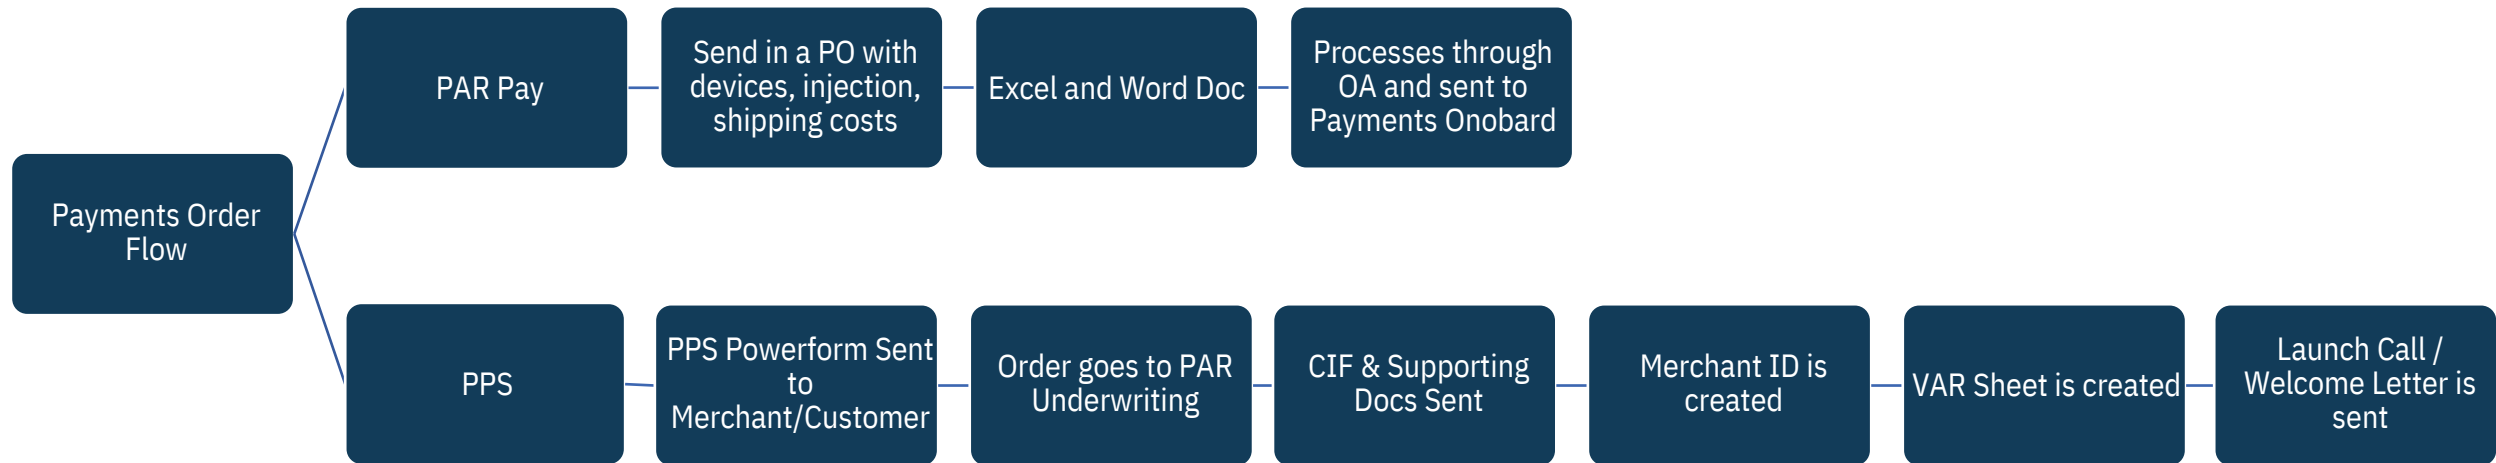 Payments Order
Flow
PAR Pay
Send in a PO with
devices, injection,
shipping costs
Excel and Word Doc
Processes through
OA and sent to
Payments Onobard
PPS
PPS Powerform Sent
to
Merchant/Customer
Order goes to PAR
Underwriting
CIF & Supporting
Docs Sent
Merchant ID is
created
VAR Sheet is created
Launch Call /
Welcome Letter is
sent